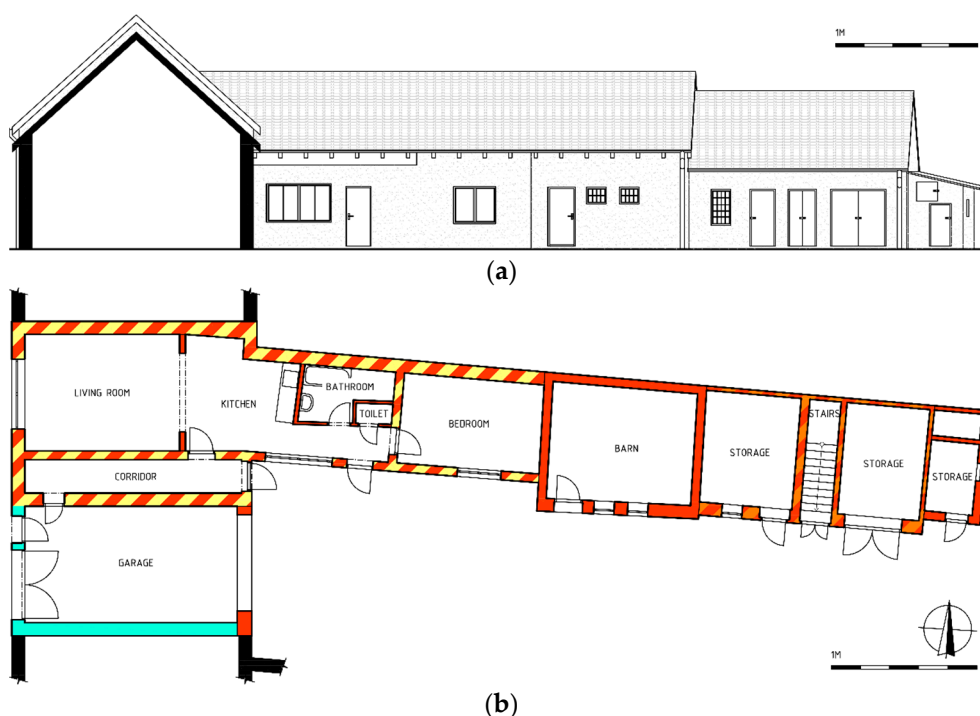 1M
(a)
LIVING ROOM
KITCHEN
BATHROOM
TOILET
BEDROOM
BARN
STORAGE
STAIRS
STORAGE
STORAGE
CORRIDOR
GARAGE
1M
(b)